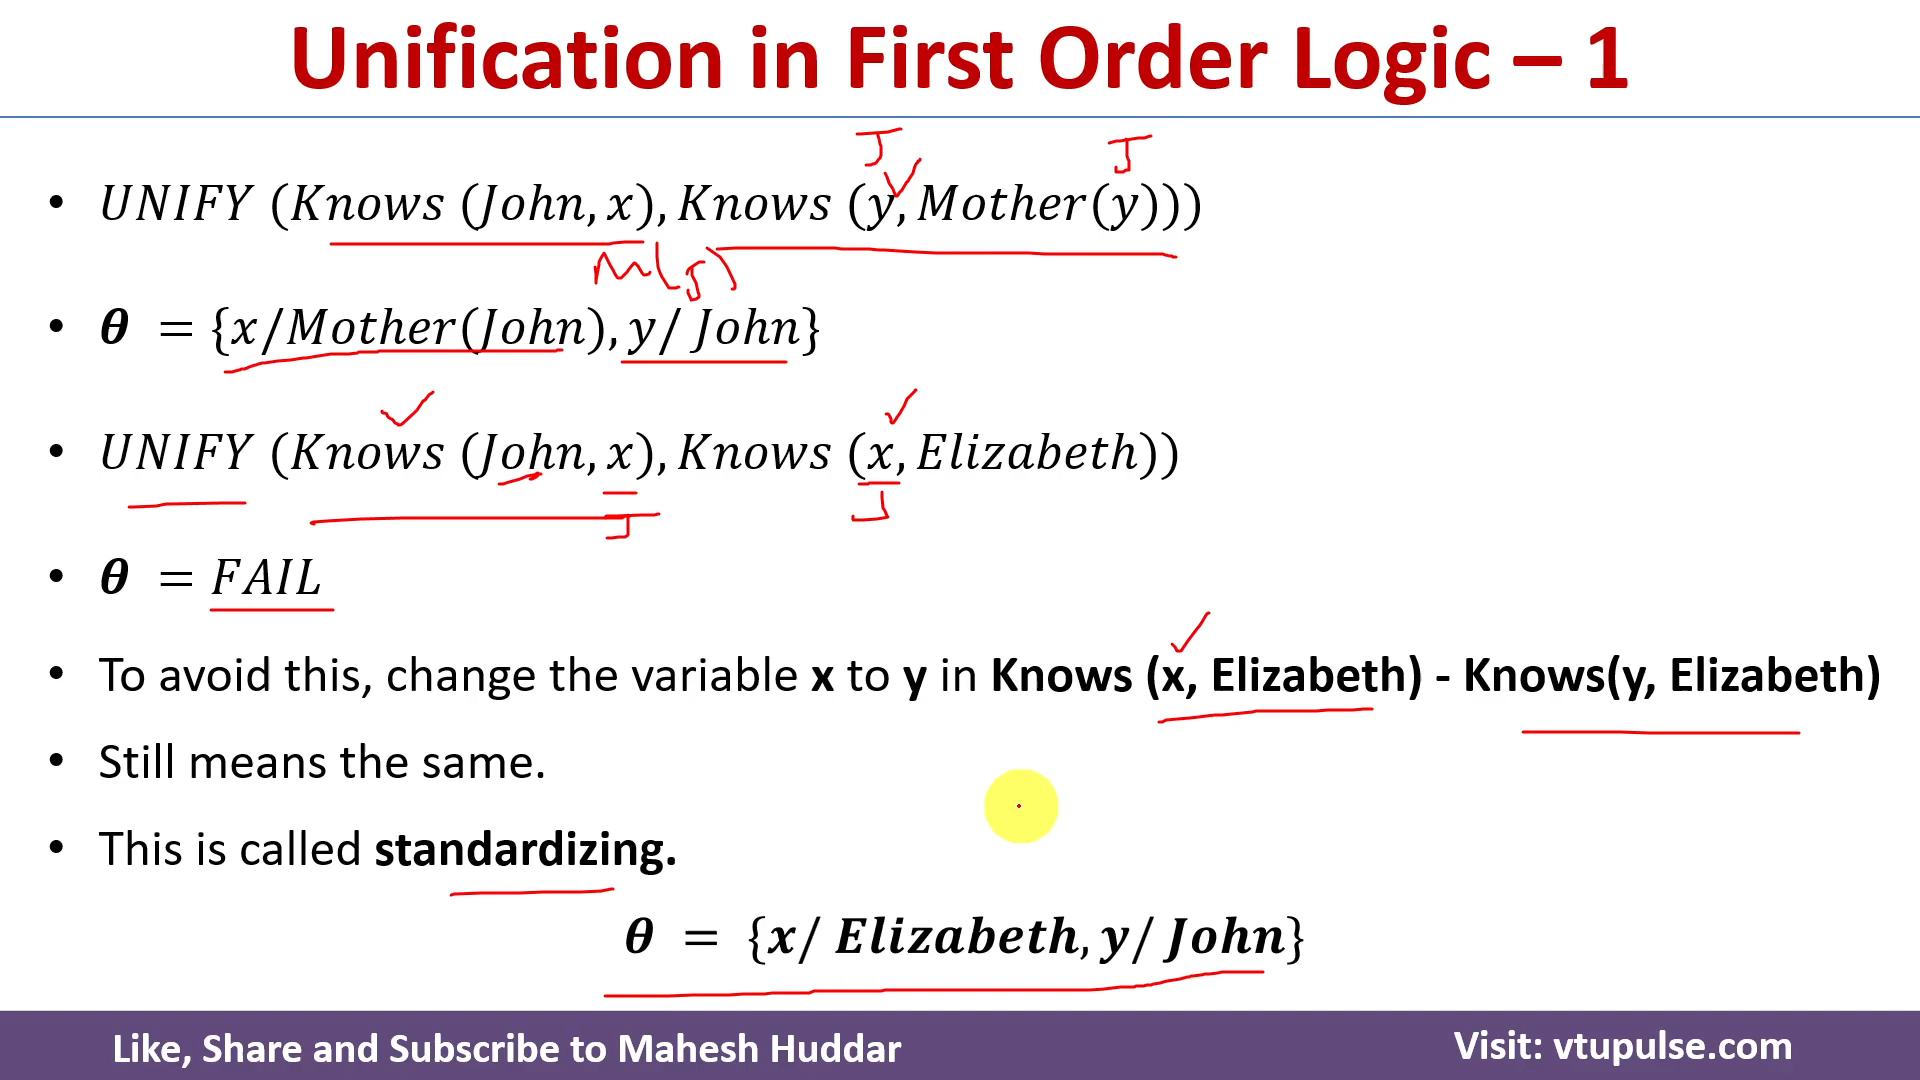 Unification in First Order Logic – 1
J J
• UNIFY (Knows (John, x), Knows (y, Mother(y)))
M(J)
• θ = {x/Mother(John), y/ John}
• UNIFY (Knows (John, x), Knows (x, Elizabeth))
J J
• θ = FAIL
• To avoid this, change the variable x to y in Knows (x, Elizabeth) - Knows(y, Elizabeth)
• Still means the same.
• This is called standardizing.
θ = {x/ Elizabeth, y/ John}
Like, Share and Subscribe to Mahesh Huddar
Visit: vtupulse.com